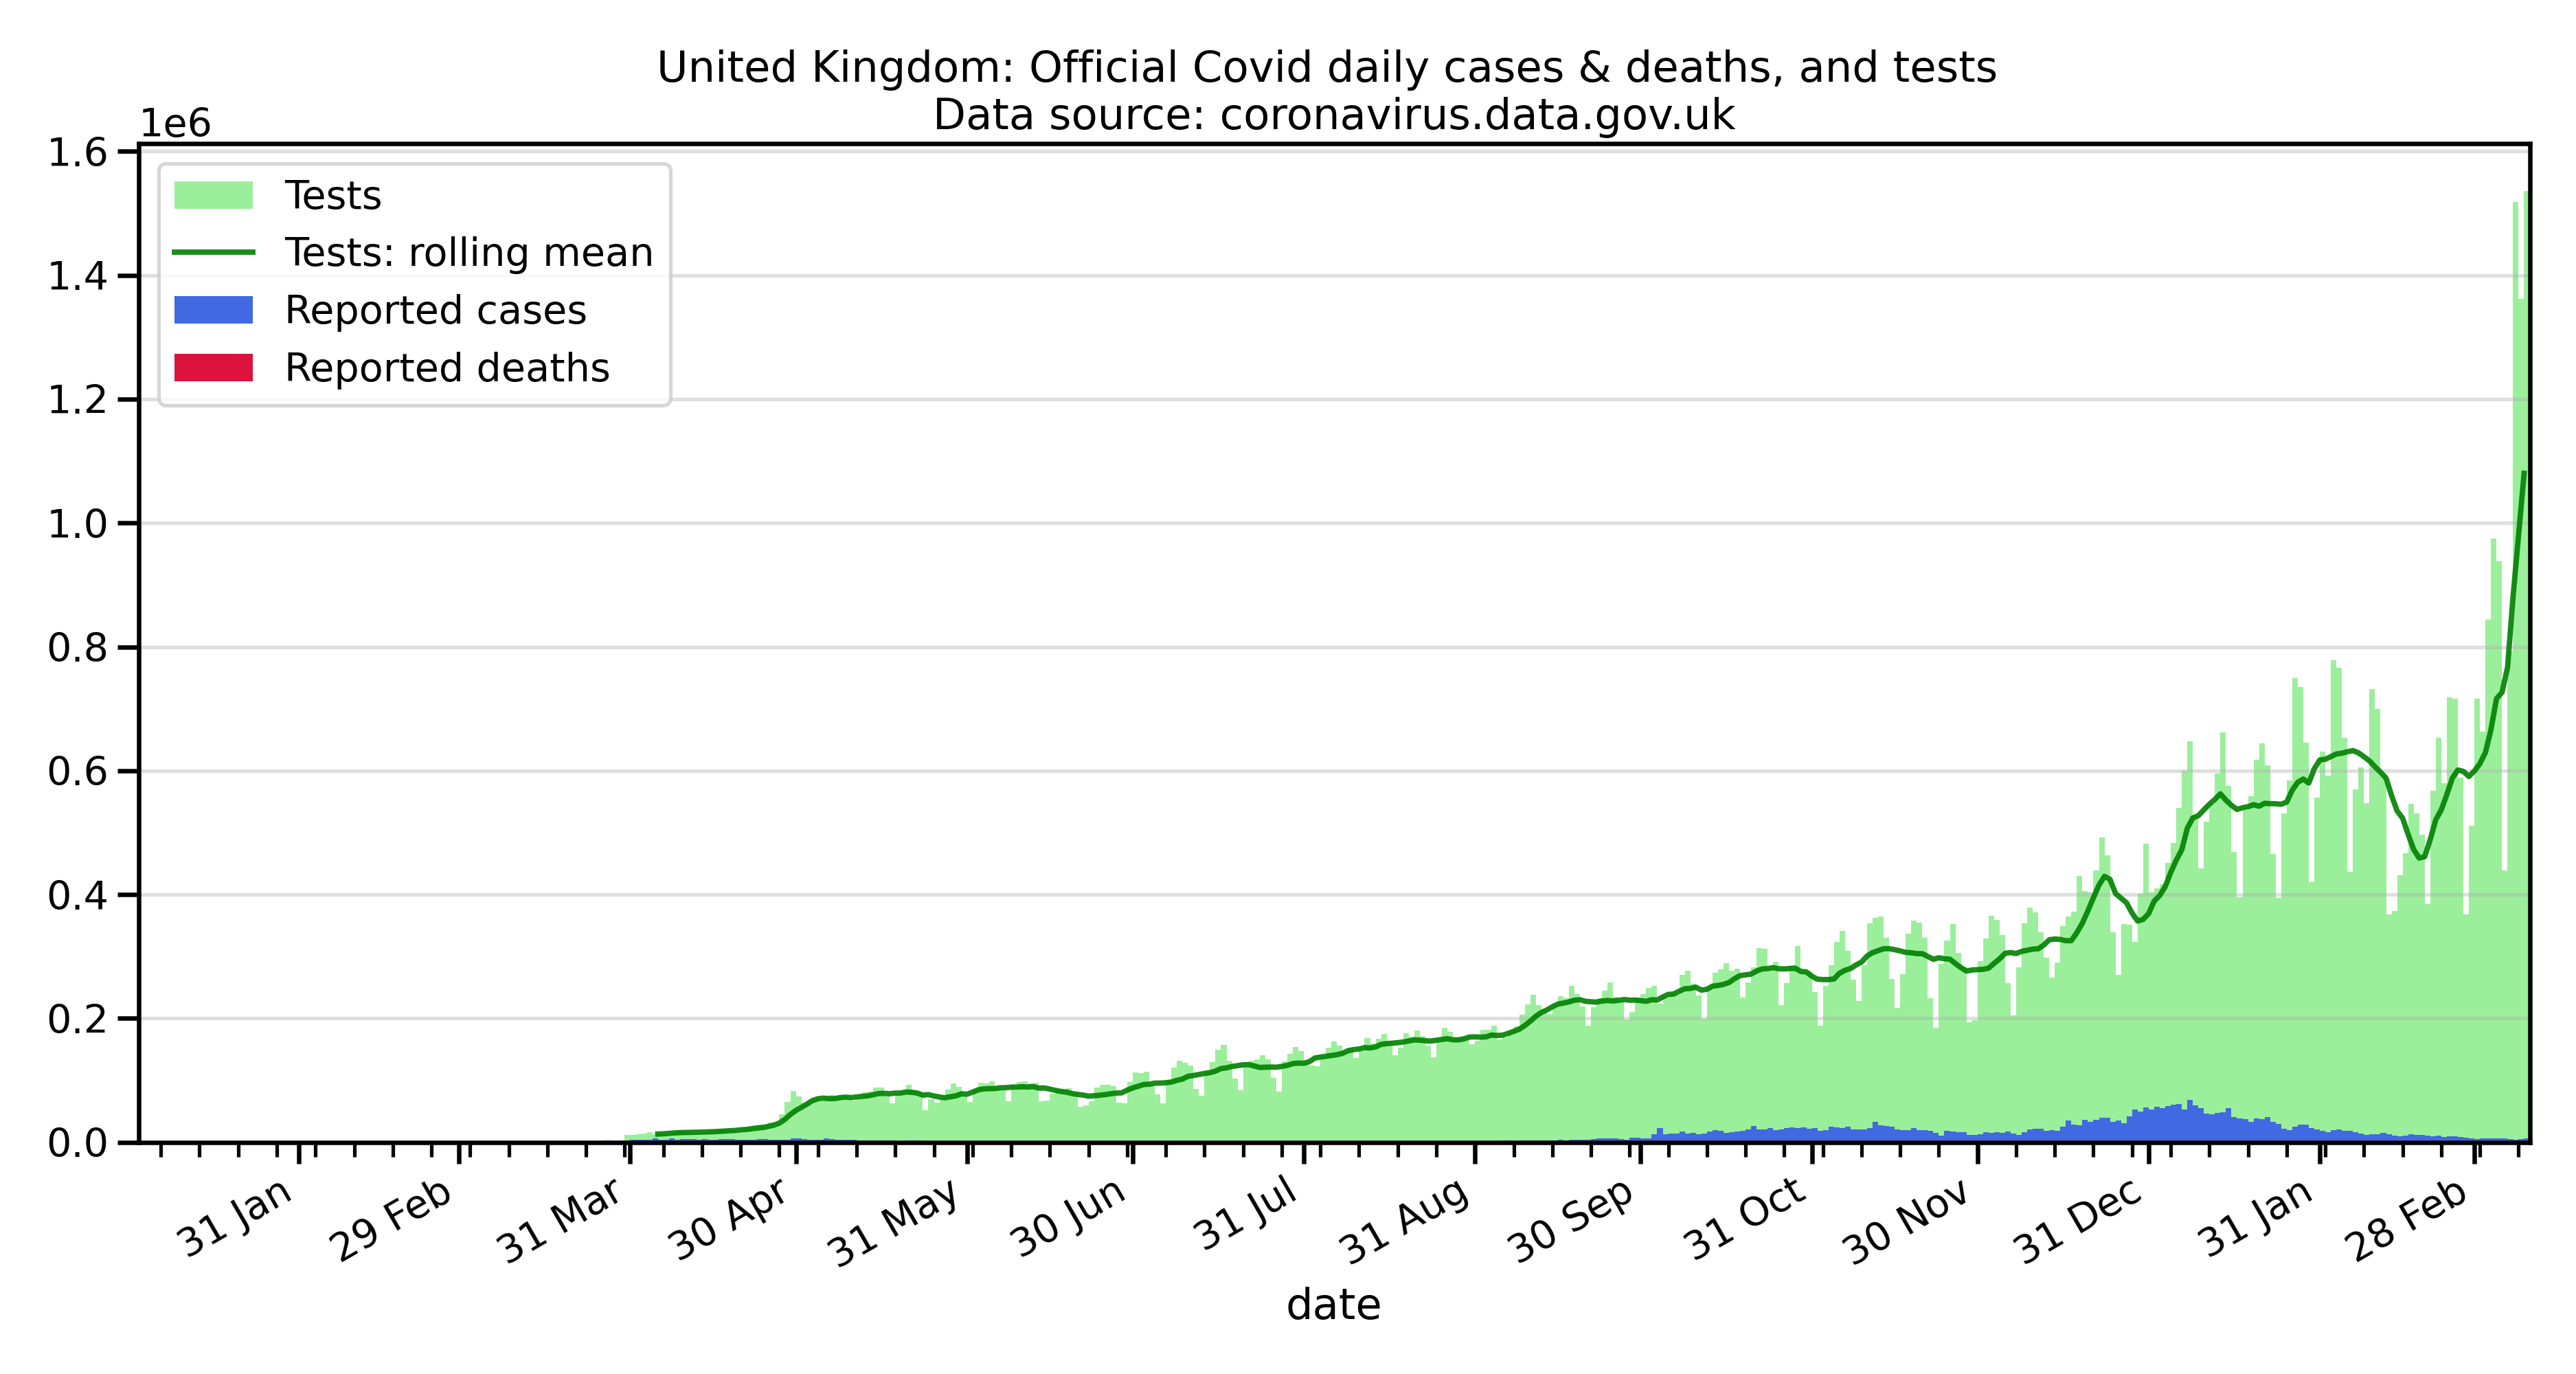 United Kingdom: Official Covid daily cases & deaths, and tests
Data source: coronavirus.data.gov.uk
1e6
1.6
1.4
1.2
1.0
0.8
0.6
0.4
0.2
0.0
Tests
Tests: rolling mean
Reported cases
Reported deaths
31 Jan
29 Feb
31 Mar
30 Apr
31 May
30 Jun
31 Jul
31 Aug
30 Sep
31 Oct
30 Nov
31 Dec
31 Jan
28 Feb
date